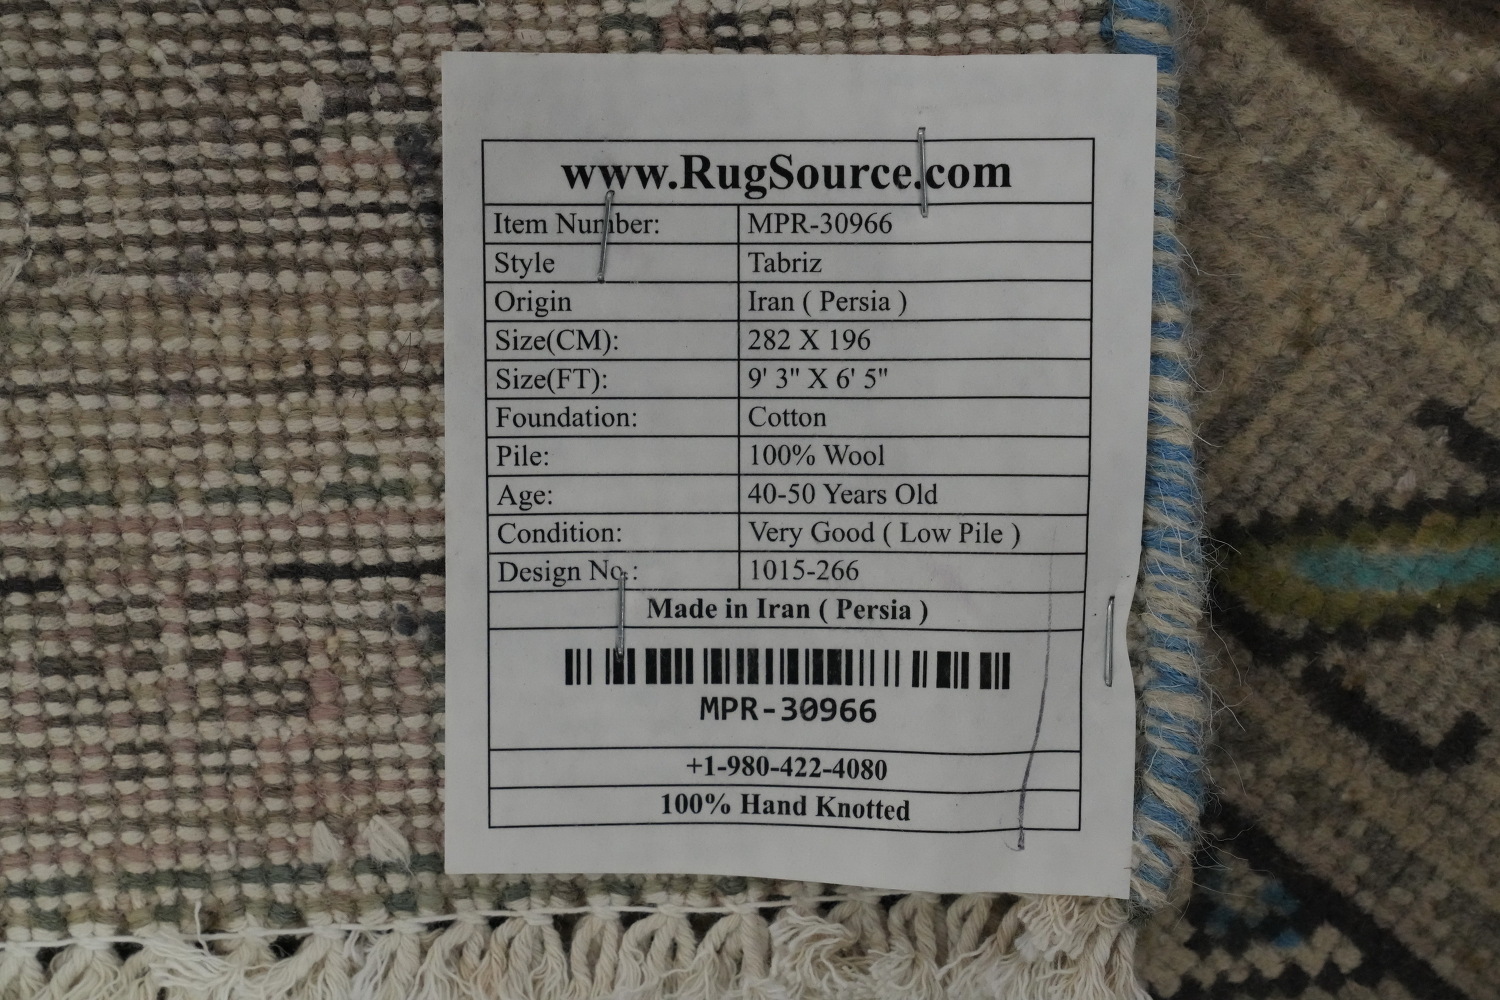 www.RugSource.com
Item Number: MPR-30966
Style Tabriz
Origin Iran ( Persia )
Size(CM): 282 X 196
Size(FT): 9' 3" X 6' 5"
Foundation: Cotton
Pile: 100% Wool
Age: 40-50 Years Old
Condition: Very Good ( Low Pile )
Design No.: 1015-266
Made in Iran ( Persia )
MPR-30966
+1-980-422-4080
100% Hand Knotted